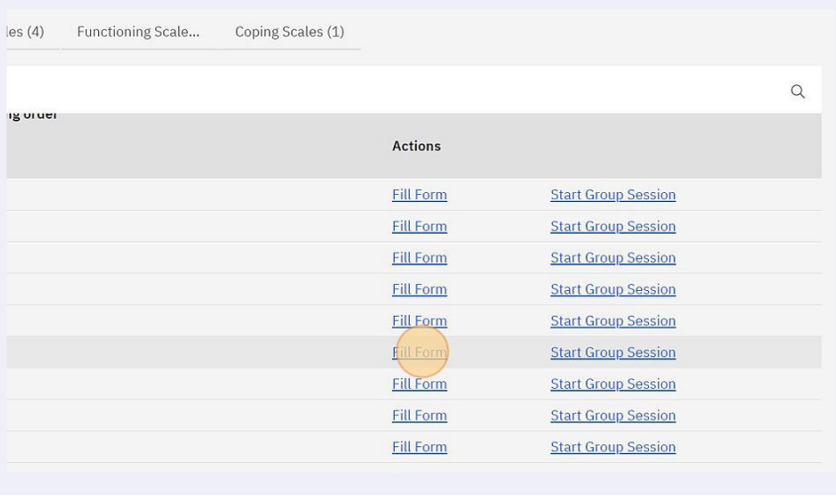 les (4) Functioning Scale... Coping Scales (1)
ng order
Actions
Fill Form Start Group Session
Fill Form Start Group Session
Fill Form Start Group Session
Fill Form Start Group Session
Fill Form Start Group Session
Fill Form Start Group Session
Fill Form Start Group Session
Fill Form Start Group Session
Fill Form Start Group Session